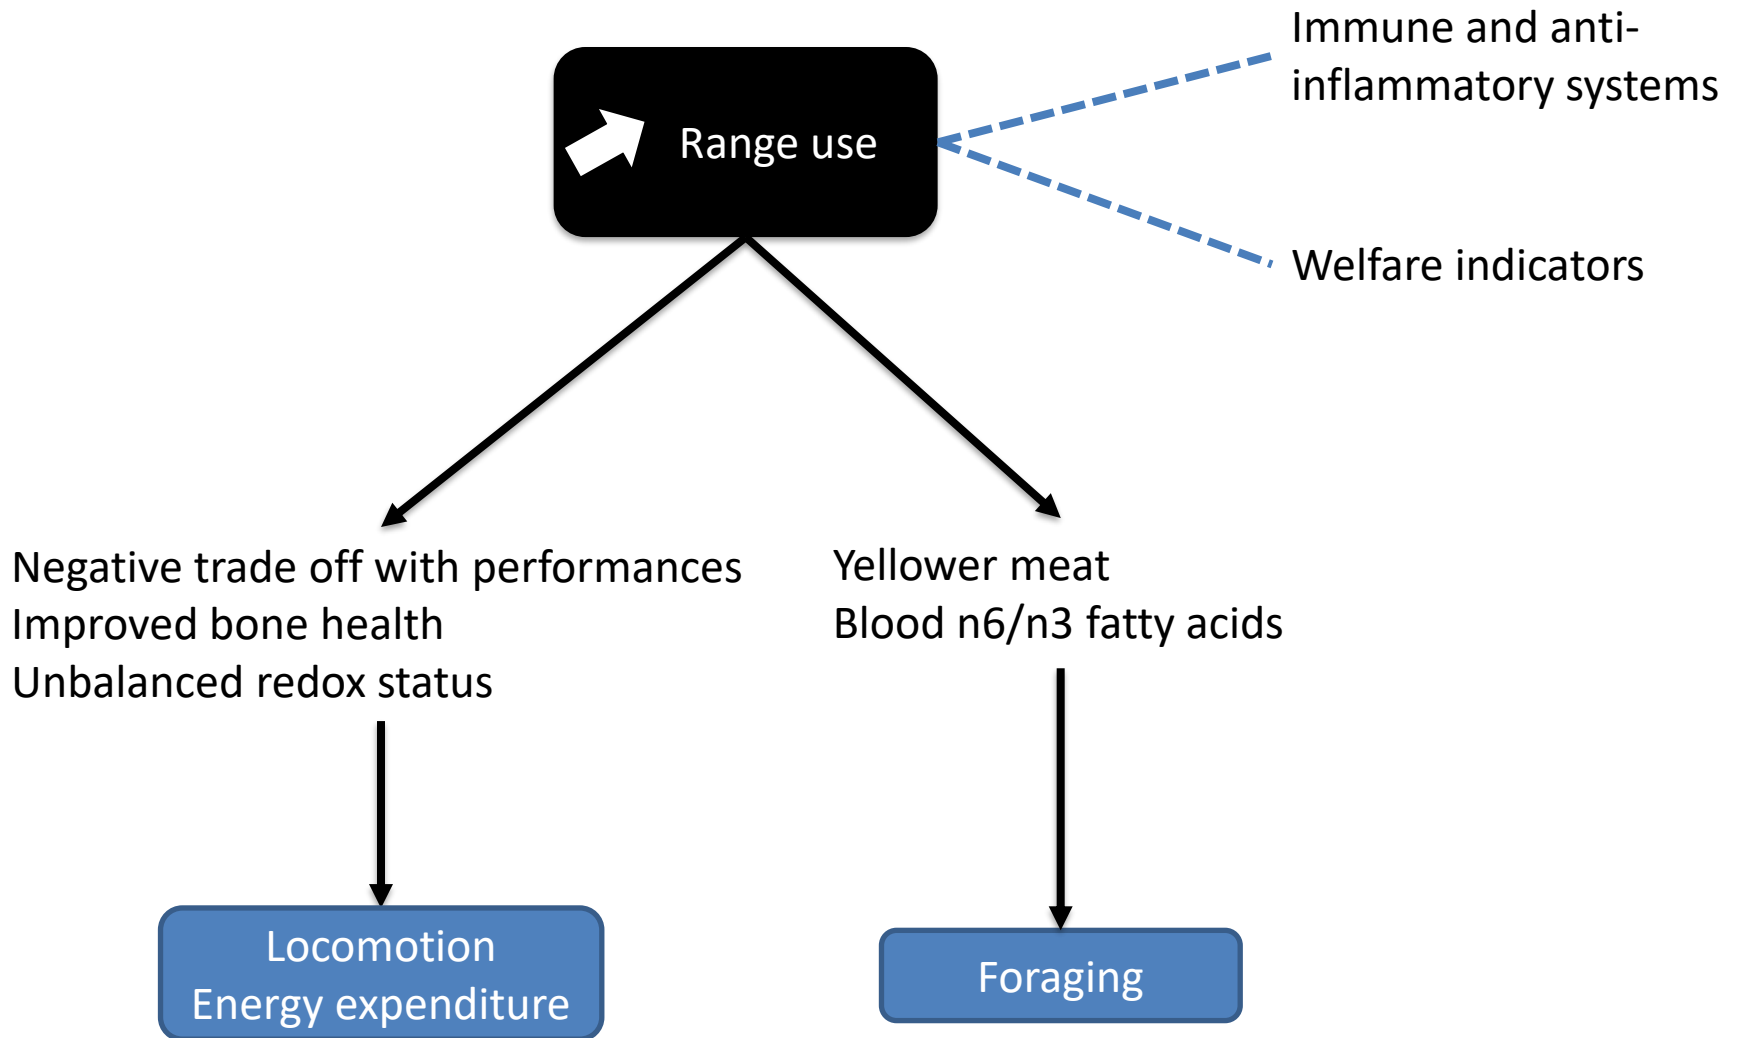 Immune and anti-
inflammatory systems
Range use
Welfare indicators
Negative trade off with performances
Improved bone health
Unbalanced redox status
Yellower meat
Blood n6/n3 fatty acids
Locomotion
Energy expenditure
Foraging